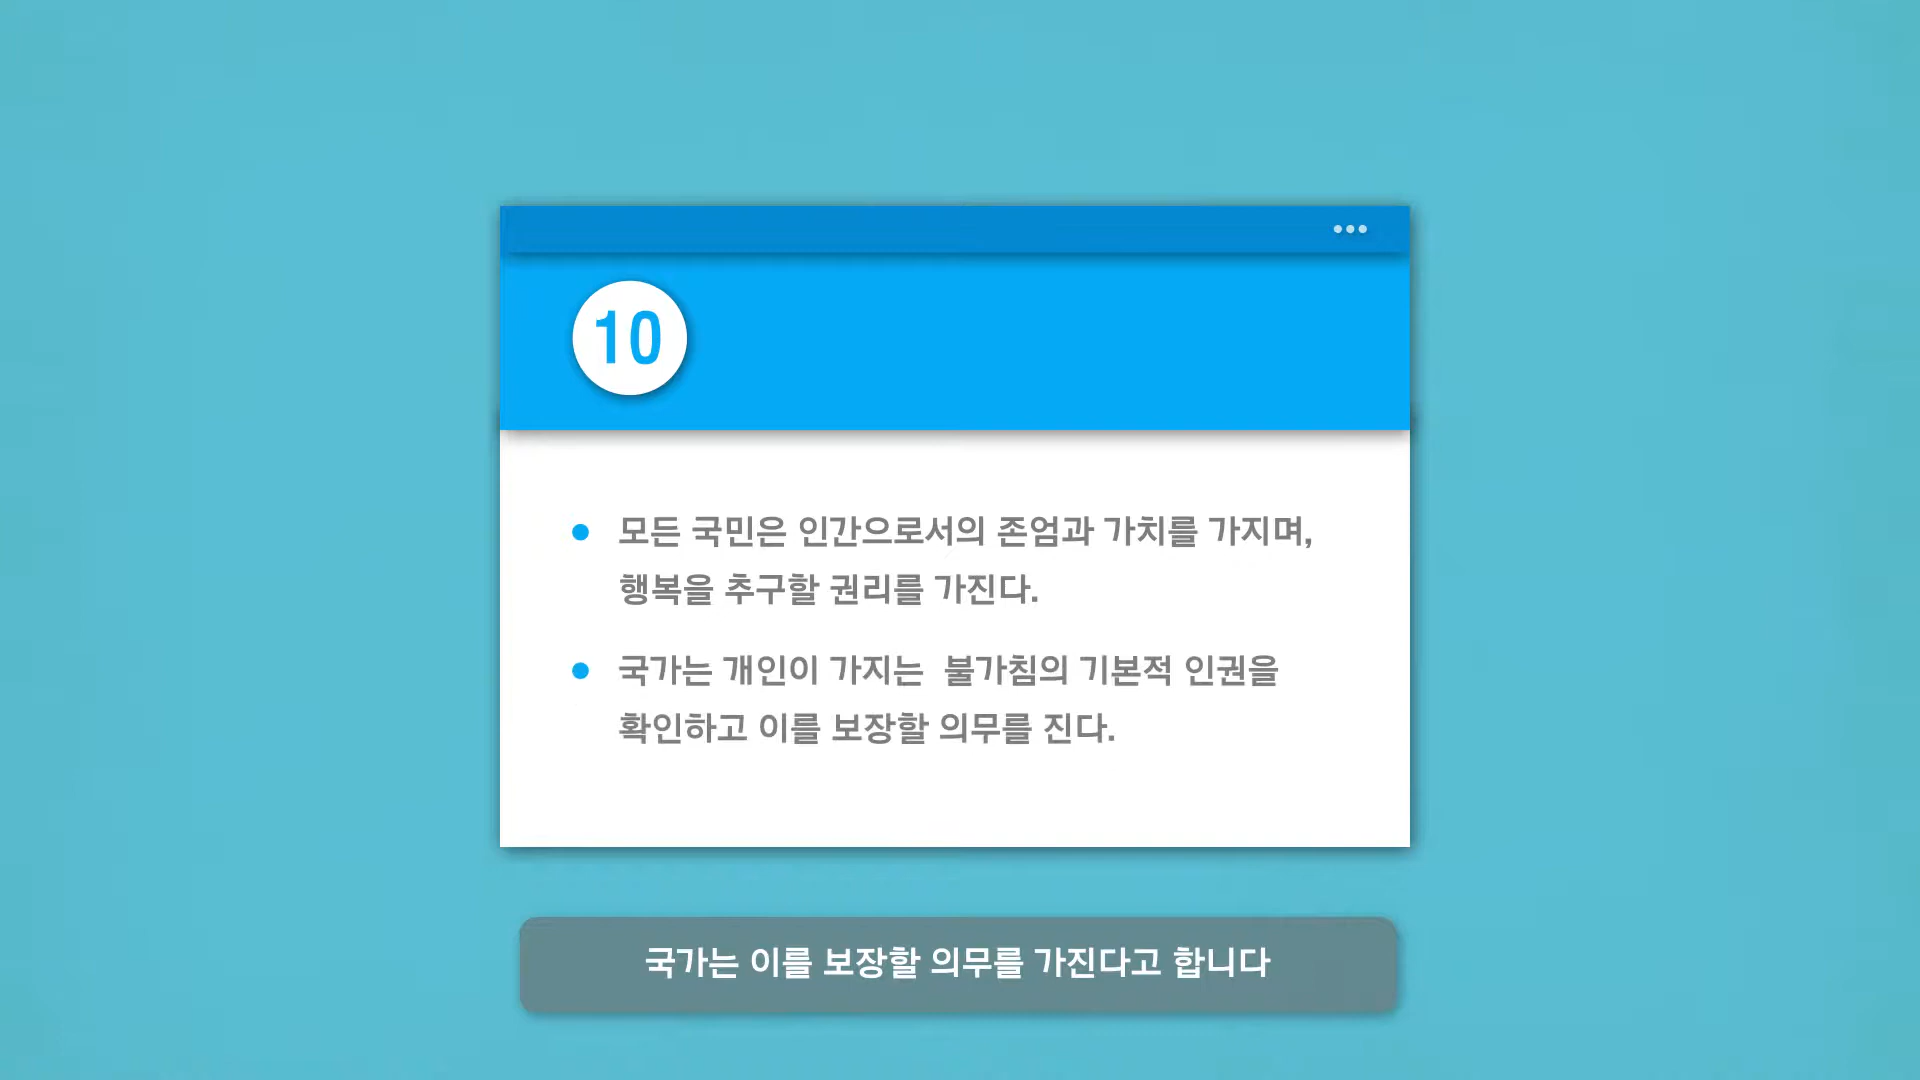 10
모든 국민은 인간으로서의 존엄과 가치를 가지며,
행복을 추구할 권리를 가진다.
국가는 개인이 가지는 불가침의 기본적 인권을
확인하고 이를 보장할 의무를 진다.
국가는 이를 보장할 의무를 가진다고 합니다